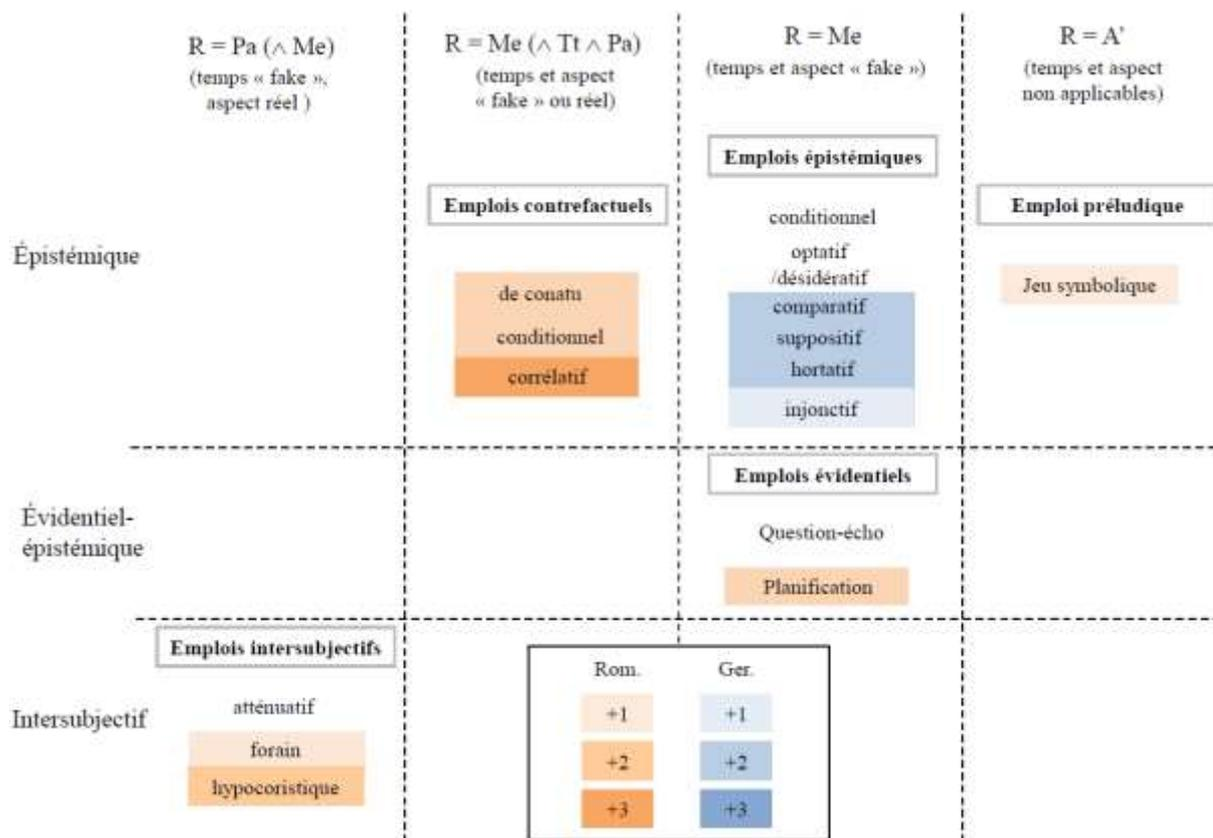 R = Pa (∧ Me)
(temps « fake »,
aspect réel )
R = Me (∧ Tt ∧ Pa)
(temps et aspect
« fake » ou réel)
R = Me
(temps et aspect « fake »)
R = A’
(temps et aspect
non applicables)
Épistémique
Emplois contrefactuels
de conatu
conditionnel
corrélatif
Emplois épistémiques
conditionnel
optatif
/désidératif
comparatif
suppositif
hortatif
injonctif
Emploi préludique
Jeu symbolique
Évidentiel-
épistémique
Emplois évidentiels
Question-écho
Planification
Intersubjectif
Emplois intersubjectifs
atténuatif
forain
hypocoristique
Rom. Ger.
+1 +1
+2 +2
+3 +3